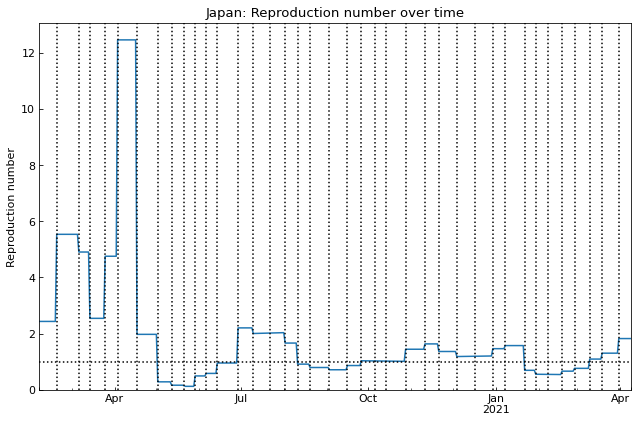 Japan: Reproduction number over time
Reproduction number
12
10
8
6
4
2
0
Apr
Jul
Oct
Jan
2021
Apr